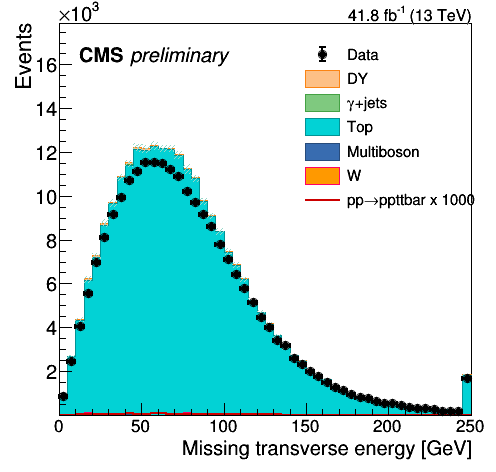 ×10³
41.8 fb⁻¹ (13 TeV)
CMS preliminary
Events
Data
DY
γ+jets
Top
Multiboson
W
pp→ppttbar x 1000
16
14
12
10
8
6
4
2
0 50 100 150 200 250
Missing transverse energy [GeV]